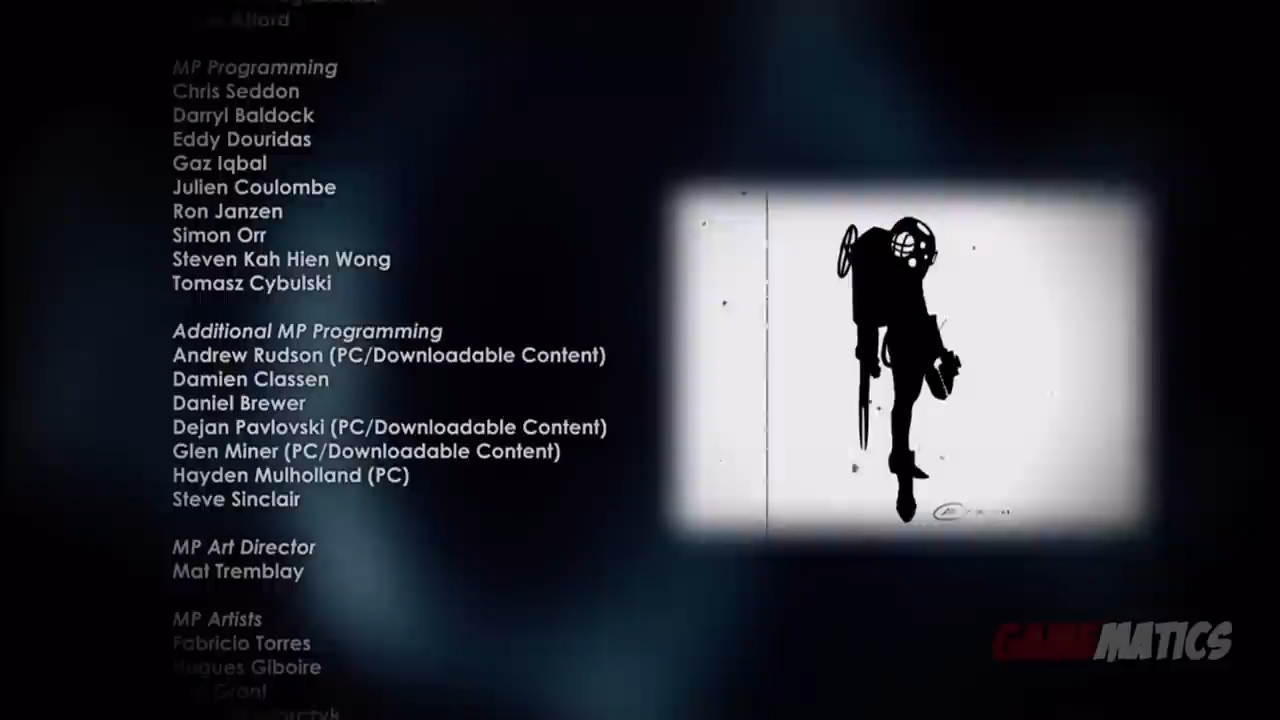 Allard
MP Programming
Chris Seddon
Darryl Baldock
Eddy Douridas
Gaz Iqbal
Julien Coulombe
Ron Janzen
Simon Orr
Steven Kah Hien Wong
Tomasz Cybulski
Additional MP Programming
Andrew Rudson (PC/Downloadable Content)
Damien Classen
Daniel Brewer
Dejan Pavlovski (PC/Downloadable Content)
Glen Miner (PC/Downloadable Content)
Hayden Mulholland (PC)
Steve Sinclair
MP Art Director
Mat Tremblay
MP Artists
Fabricio Torres
Hugues Giboire
Grant
GAMEMATICS